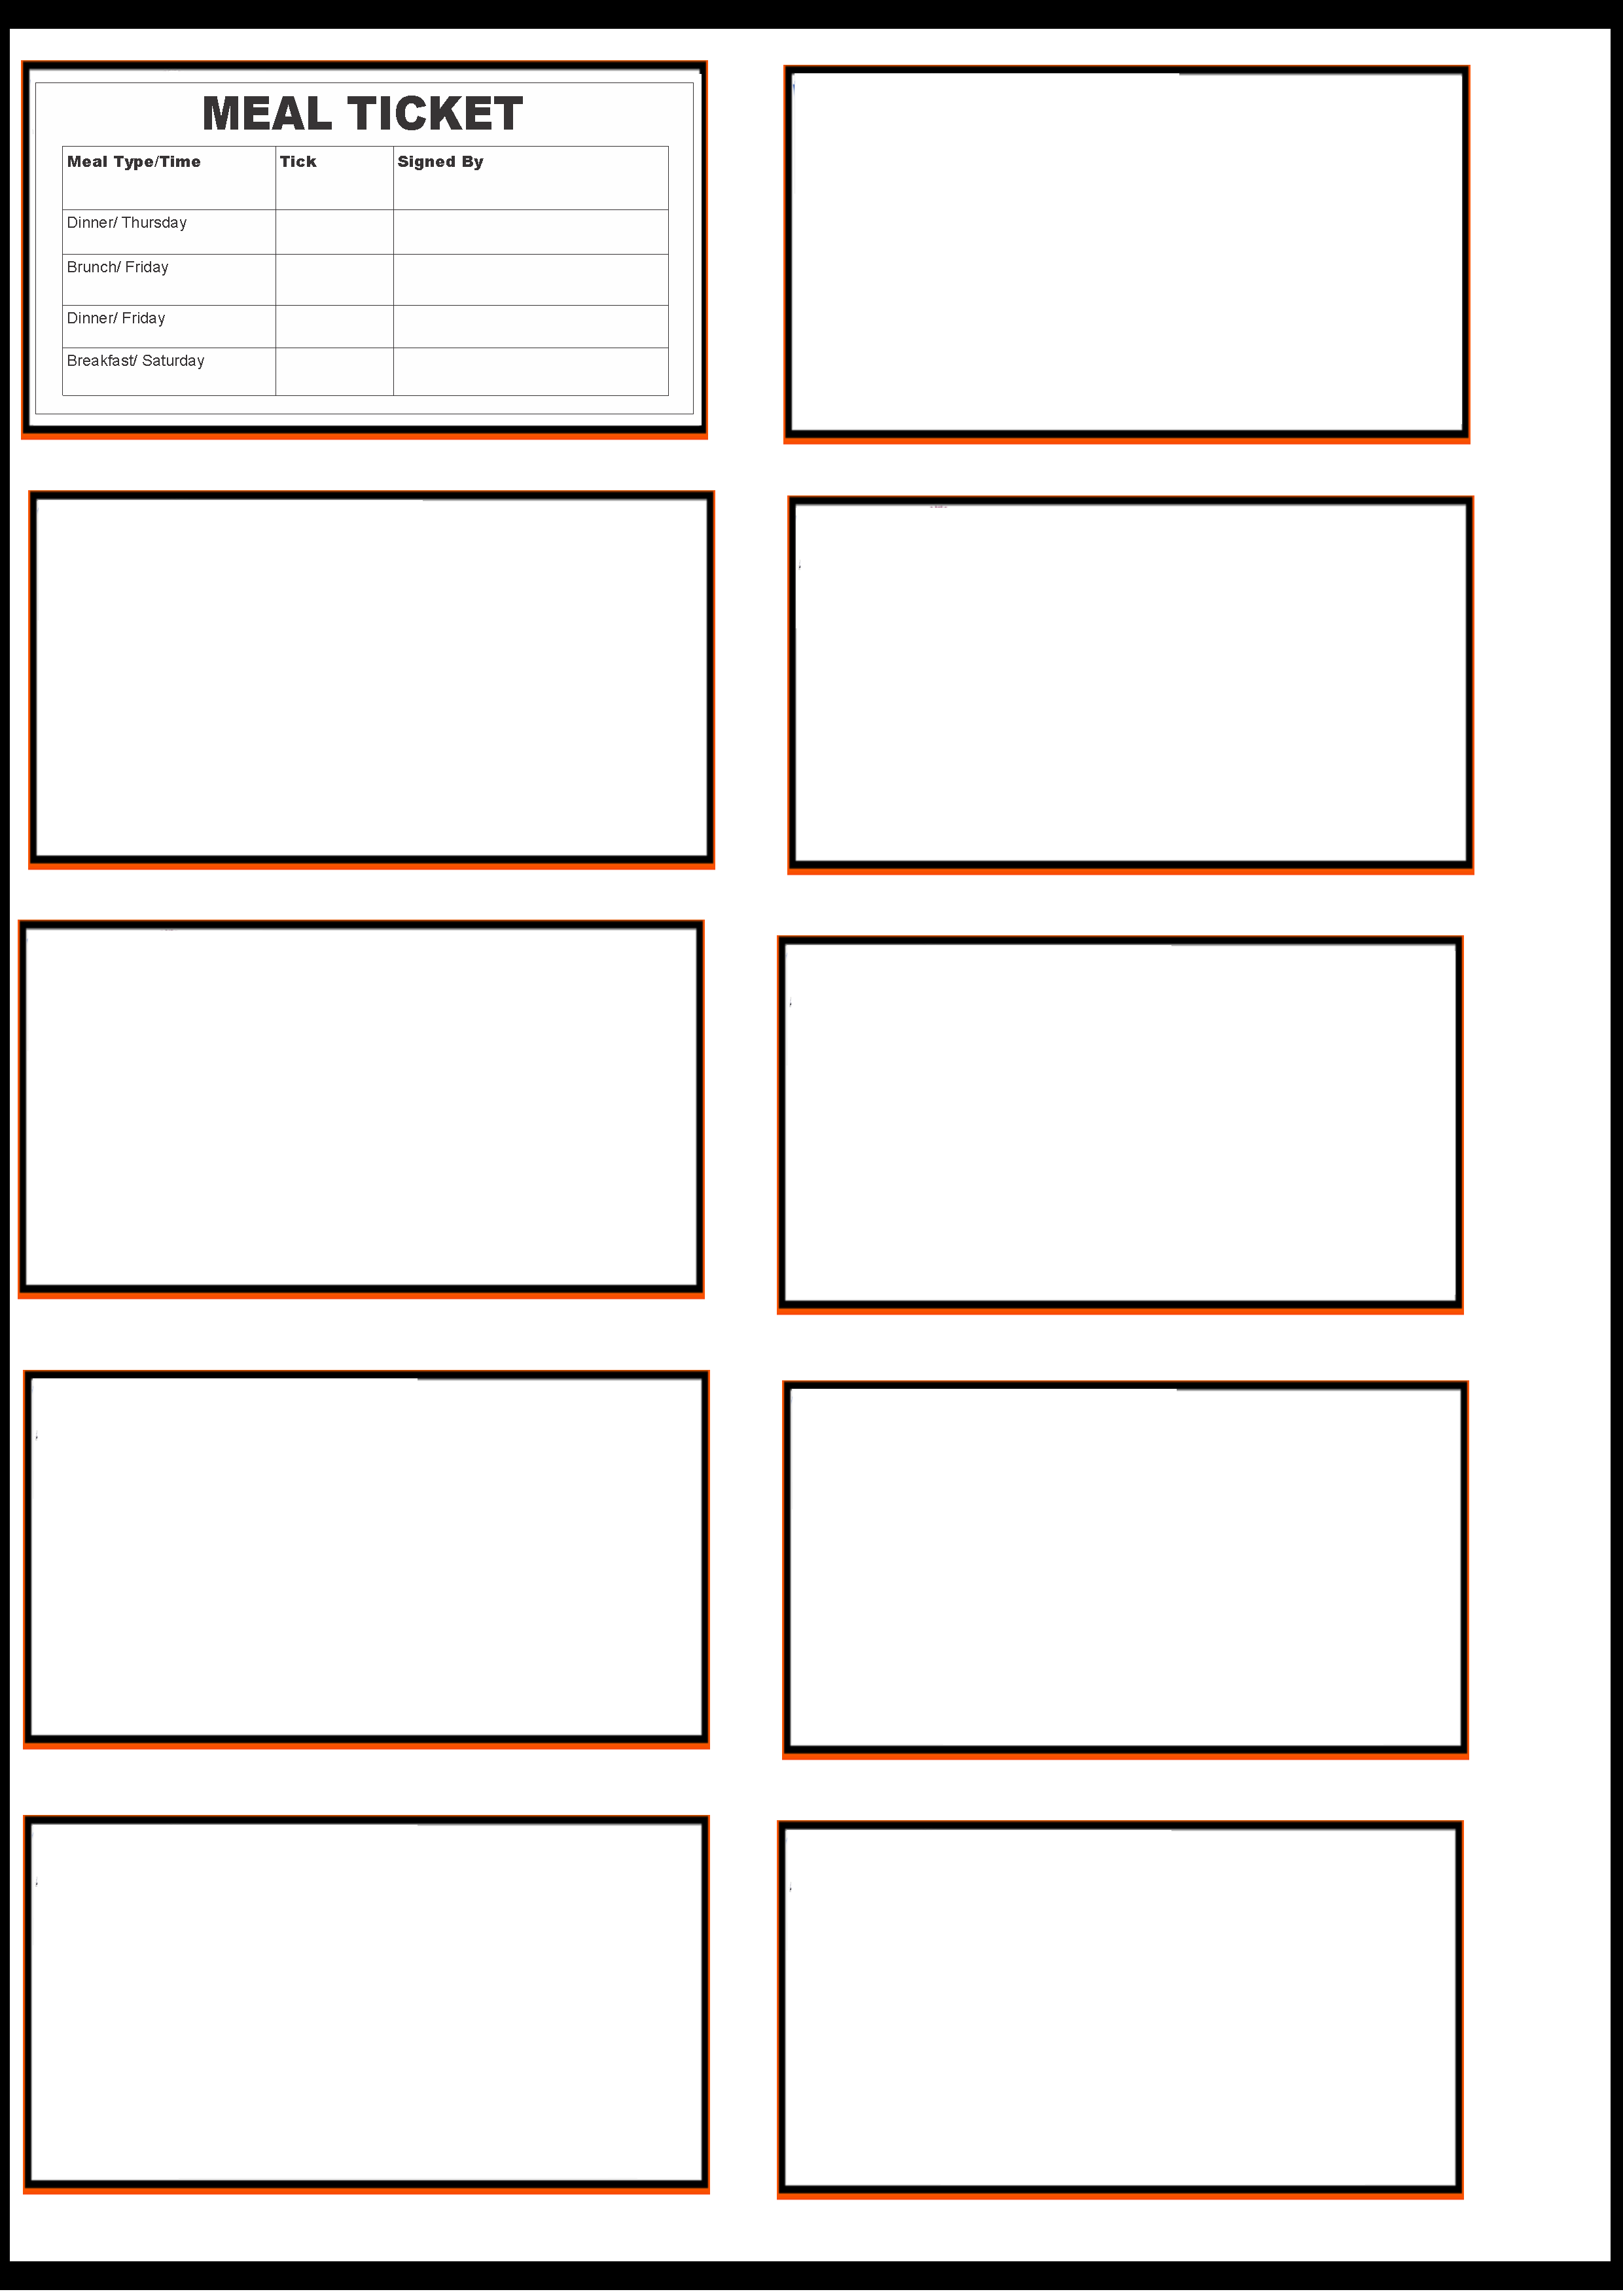 MEAL TICKET
Meal Type/Time Tick Signed By
Dinner/ Thursday
Brunch/ Friday
Dinner/ Friday
Breakfast/ Saturday